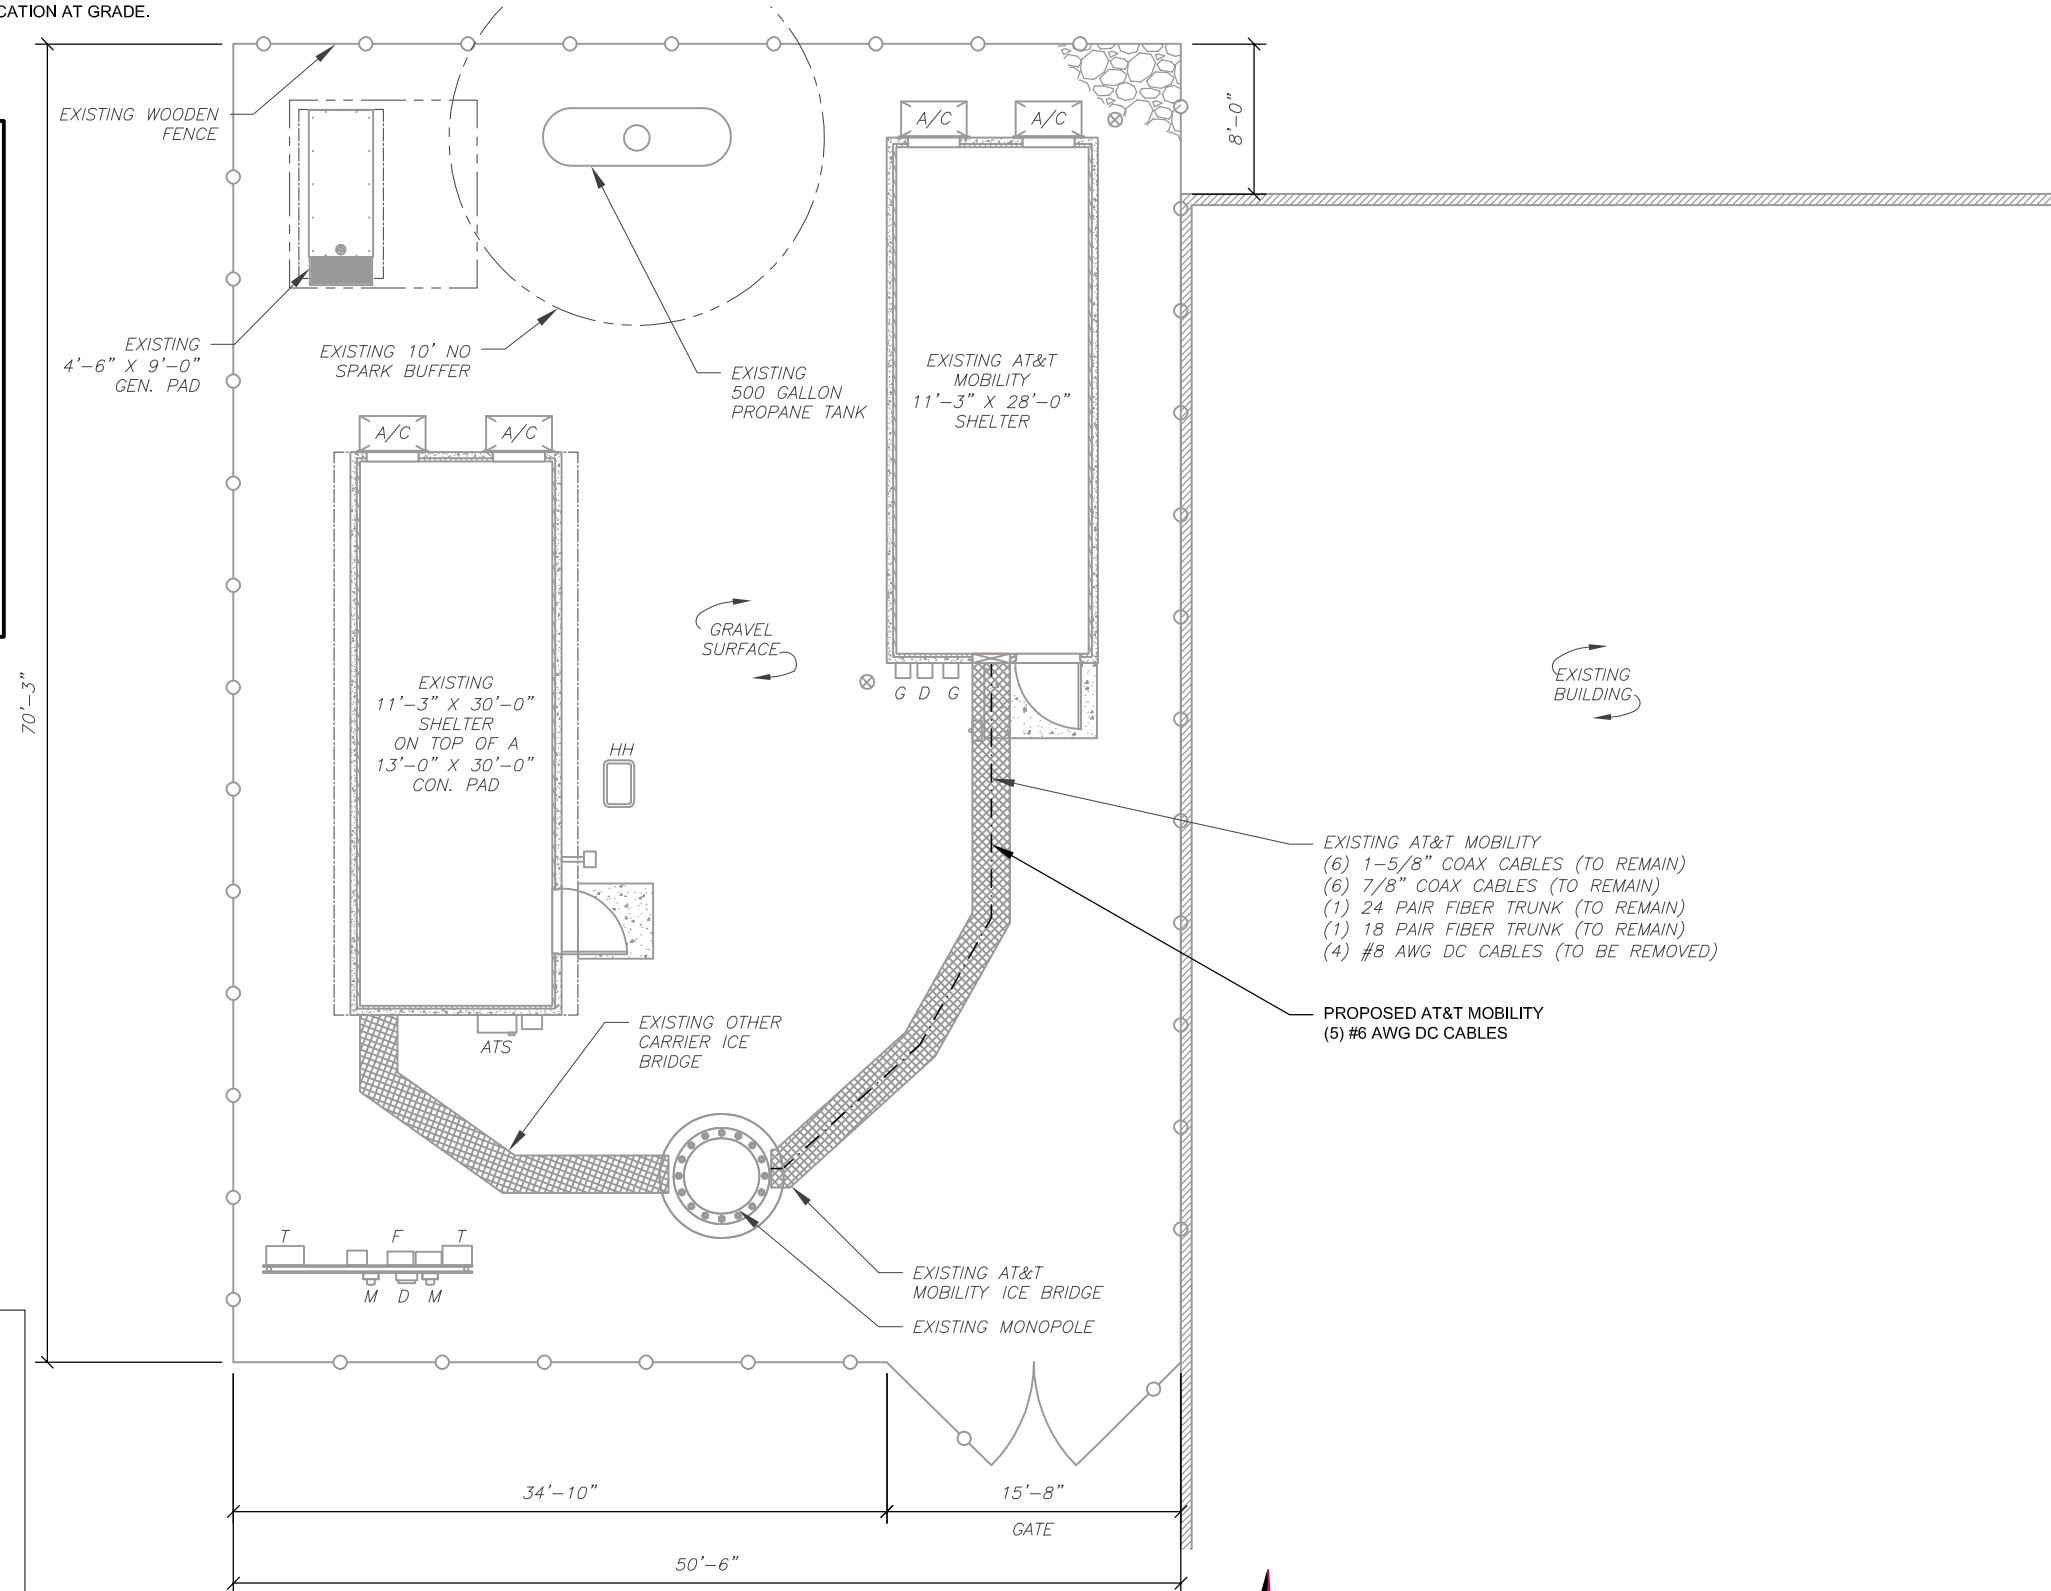 CATION AT GRADE.
EXISTING WOODEN
FENCE
A/C
A/C
8'-0"
EXISTING
4'-6" X 9'-0"
GEN. PAD
EXISTING 10' NO
SPARK BUFFER
EXISTING
500 GALLON
PROPANE TANK
EXISTING AT&T
MOBILITY
11'-3" X 28'-0"
SHELTER
A/C
A/C
70'-3"
GRAVEL
SURFACE
EXISTING
11'-3" X 30'-0"
SHELTER
ON TOP OF A
13'-0" X 30'-0"
CON. PAD
G D G
EXISTING
BUILDING
HH
EXISTING AT&T MOBILITY
(6) 1-5/8" COAX CABLES (TO REMAIN)
(6) 7/8" COAX CABLES (TO REMAIN)
(1) 24 PAIR FIBER TRUNK (TO REMAIN)
(1) 18 PAIR FIBER TRUNK (TO REMAIN)
(4) #8 AWG DC CABLES (TO BE REMOVED)
PROPOSED AT&T MOBILITY
(5) #6 AWG DC CABLES
ATS
EXISTING OTHER
CARRIER ICE
BRIDGE
T F T
M D M
EXISTING AT&T
MOBILITY ICE BRIDGE
EXISTING MONOPOLE
34'-10"
15'-8"
GATE
50'-6"